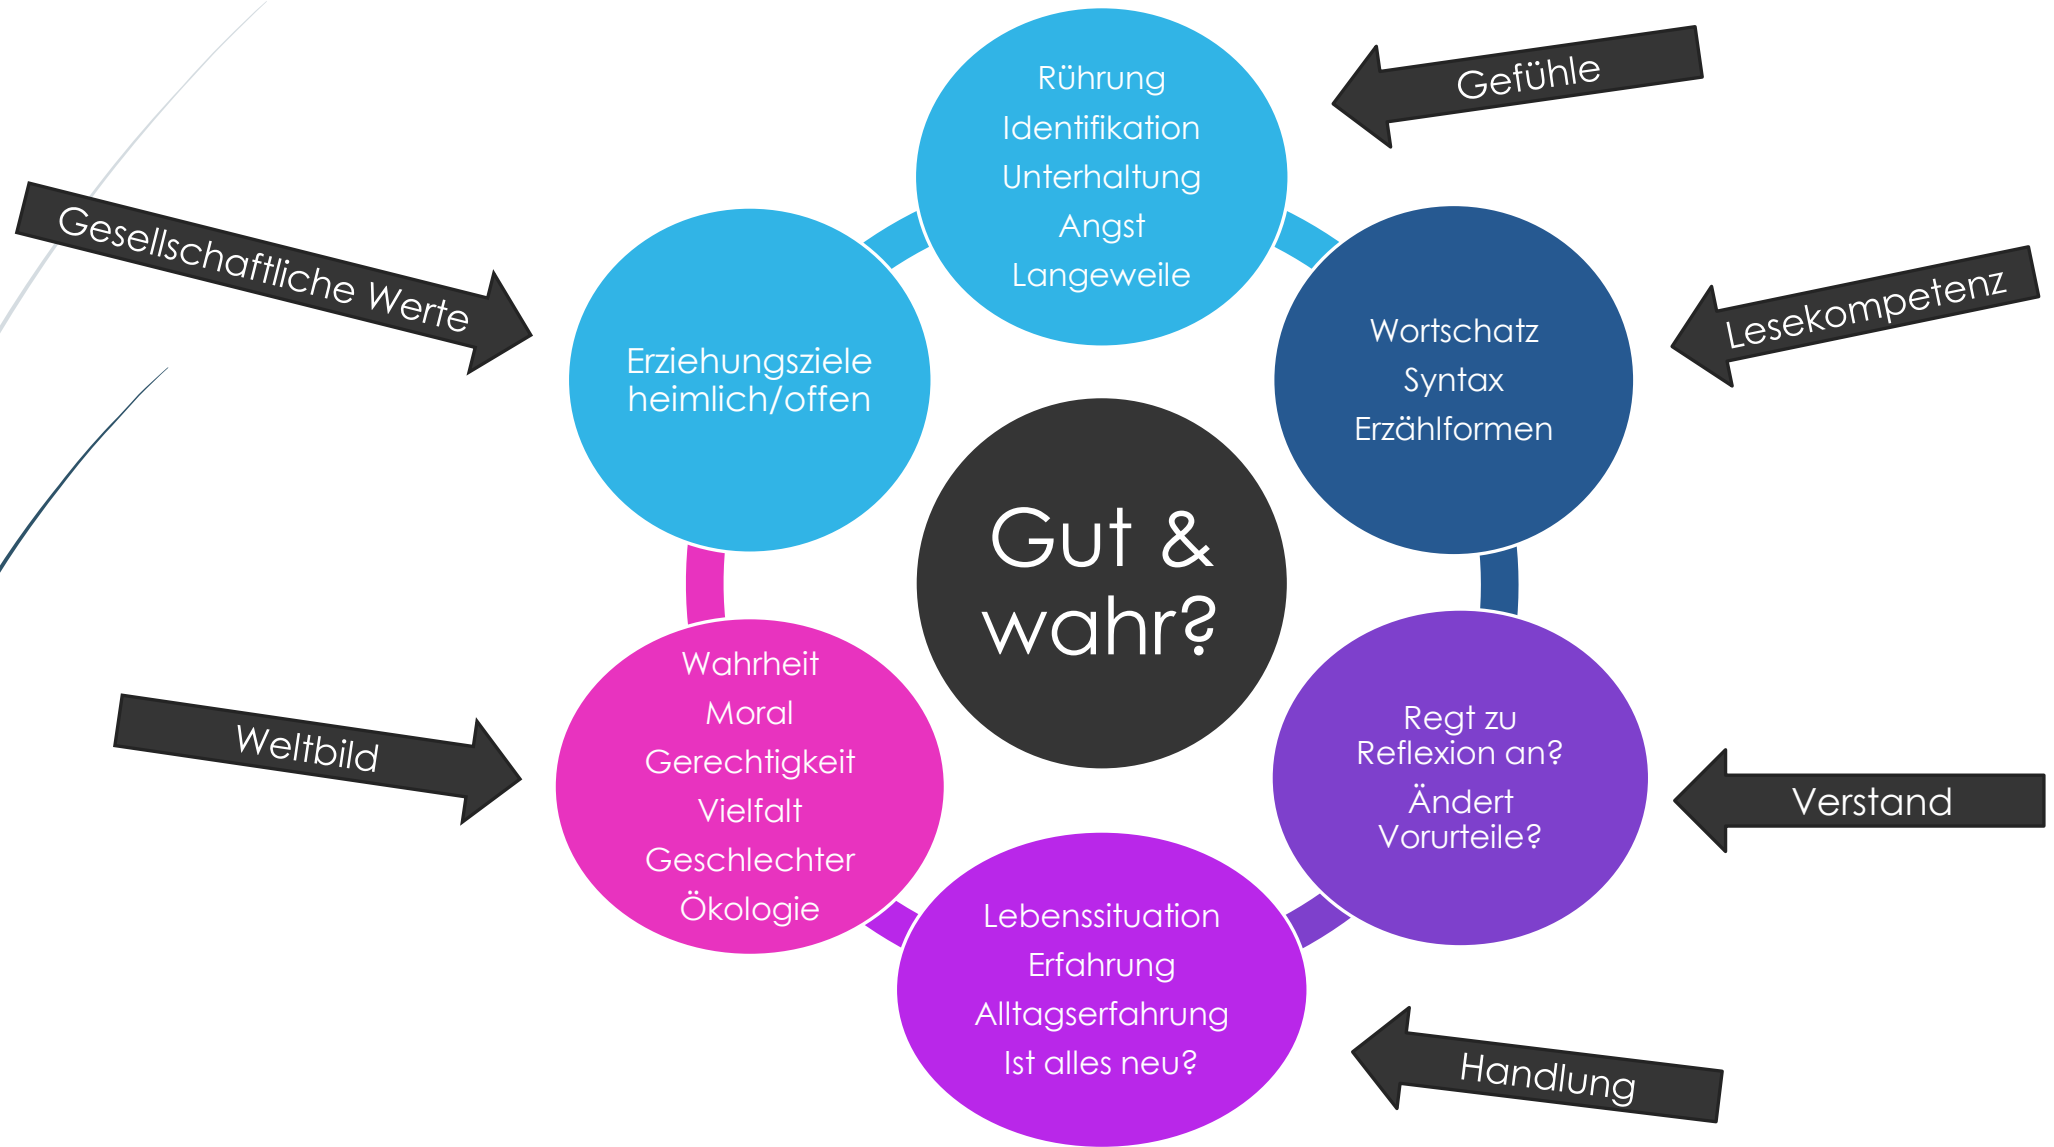 Rührung
Identifikation
Unterhaltung
Angst
Langeweile
Gefühle
Gesellschaftliche Werte
Erziehungsziele
heimlich/offen
Wortschatz
Syntax
Erzählformen
Lesekompetenz
Gut &
wahr?
Weltbild
Wahrheit
Moral
Gerechtigkeit
Vielfalt
Geschlechter
Ökologie
Regt zu
Reflexion an?
Ändert
Vorurteile?
Verstand
Lebenssituation
Erfahrung
Alltagserfahrung
Ist alles neu?
Handlung